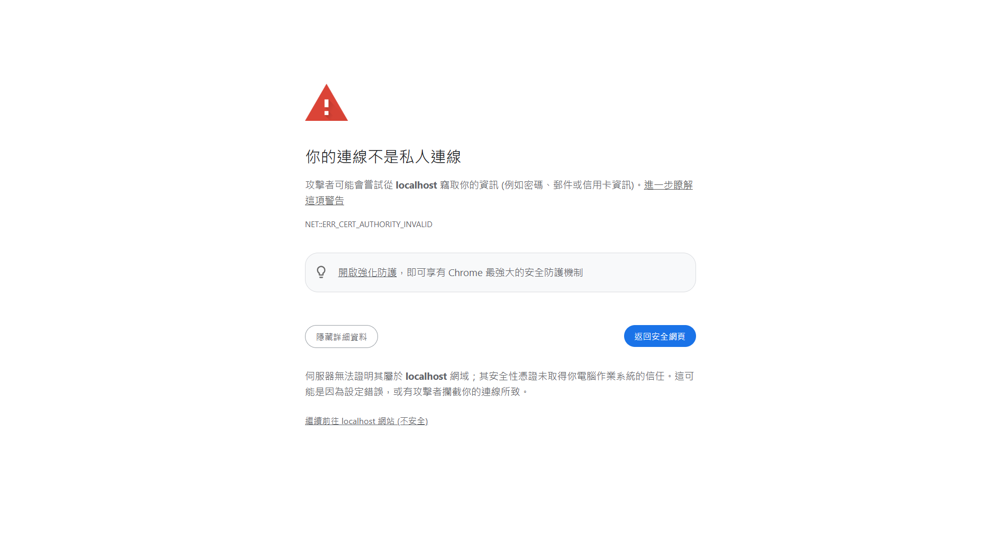 你的連線不是私人連線
攻擊者可能會嘗試從 localhost 竊取你的資訊 (例如密碼、郵件或信用卡資訊)。進一步瞭解
這項警告
NET::ERR_CERT_AUTHORITY_INVALID
開啟強化防護，即可享有 Chrome 最強大的安全防護機制
隱藏詳細資料
返回安全網頁
伺服器無法證明其屬於 localhost 網域；其安全性憑證未取得你電腦作業系統的信任。這可
能是因為設定錯誤，或有攻擊者攔截你的連線所致。
繼續前往 localhost 網站 (不安全)